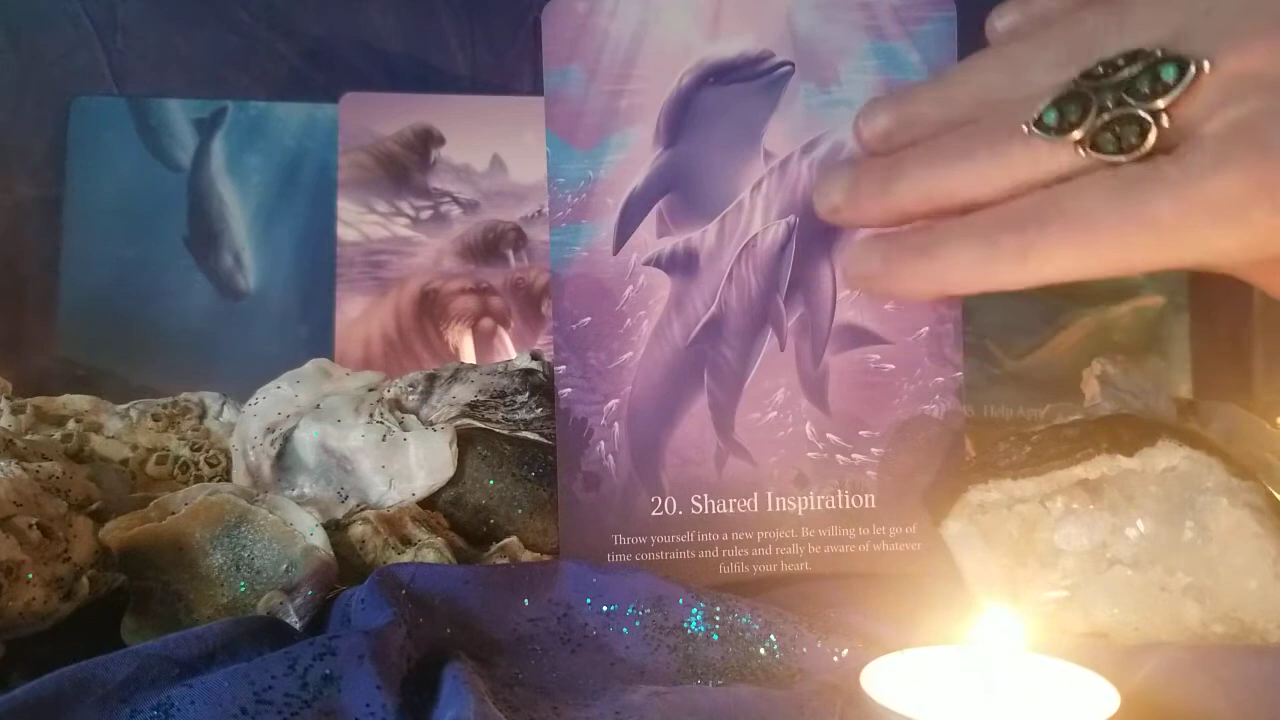 20. Shared Inspiration
Throw yourself into a new project. Be willing to let go of
time constraints and rules and really be aware of whatever
fulfils your heart.
Help